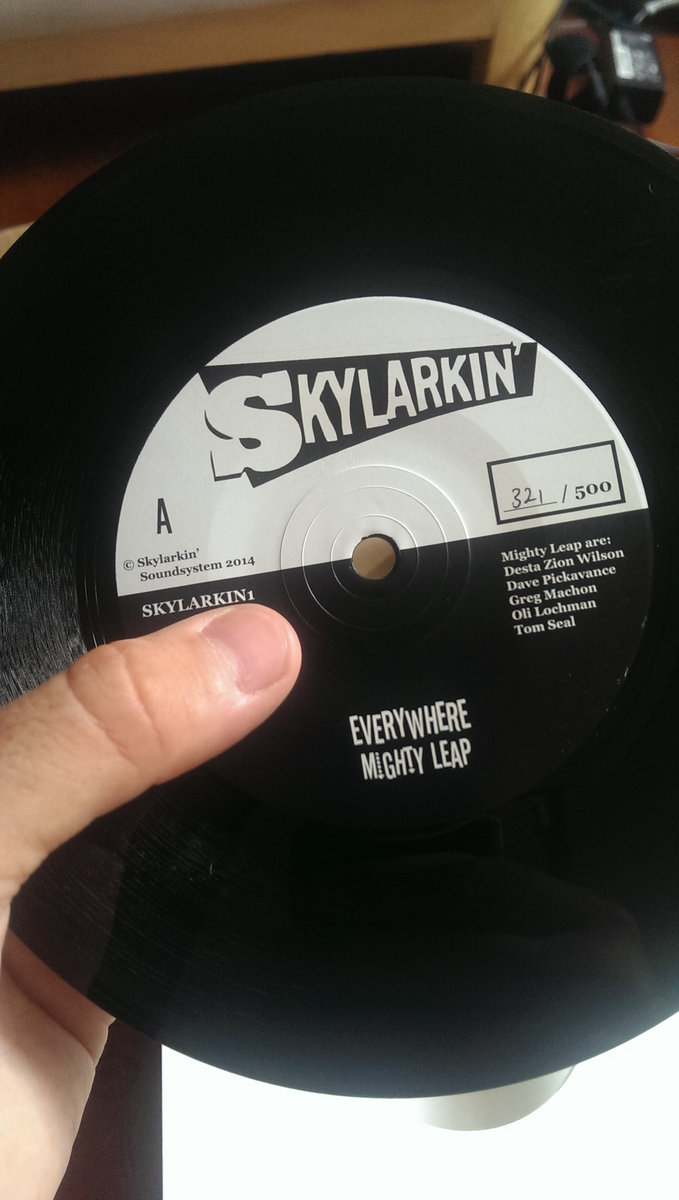 SKYLARKIN'
A
321 / 500
© Skylarkin'
Soundsystem 2014
SKYLARKIN1
Mighty Leap are:
Desta Zion Wilson
Dave Pickavance
Greg Machon
Oli Lochman
Tom Seal
EVERYWHERE
MIGHTY LEAP